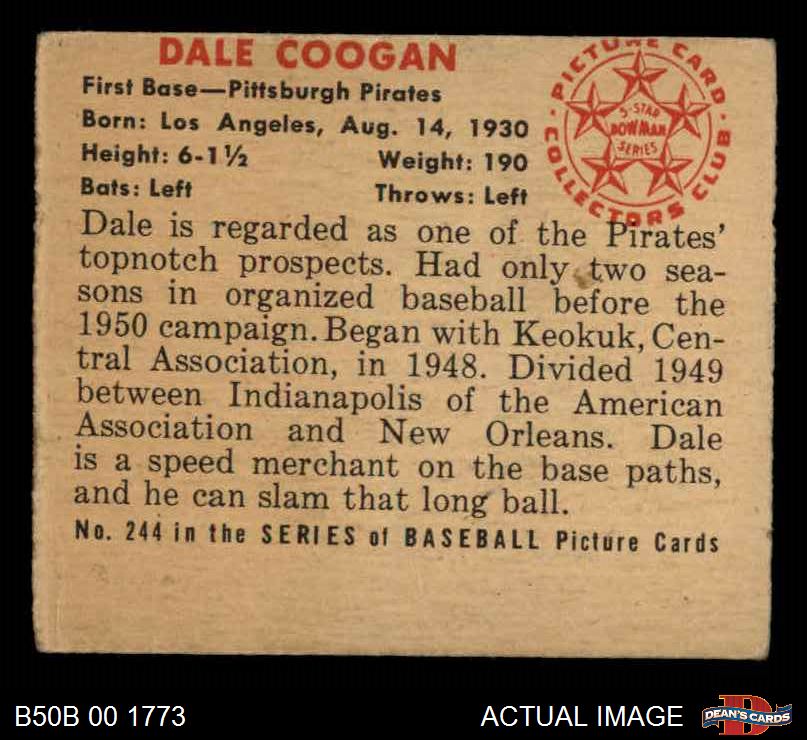 DALE COOGAN
First Base—Pittsburgh Pirates
Born: Los Angeles, Aug. 14, 1930
Height: 6-1½ Weight: 190
Bats: Left Throws: Left
PICTURE CARD COLLECTORS CLUB
5-STAR
BOWMAN
SERIES
Dale is regarded as one of the Pirates'
topnotch prospects. Had only two sea-
sons in organized baseball before the
1950 campaign. Began with Keokuk, Cen-
tral Association, in 1948. Divided 1949
between Indianapolis of the American
Association and New Orleans. Dale
is a speed merchant on the base paths,
and he can slam that long ball.
No. 244 in the SERIES of BASEBALL Picture Cards
B50B 00 1773 ACTUAL IMAGE
D
DEAN'S CARDS